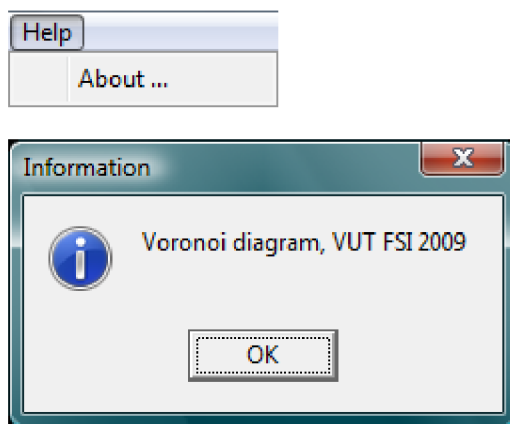 Help
About ...
Information
Voronoi diagram, VUT FSI 2009
OK